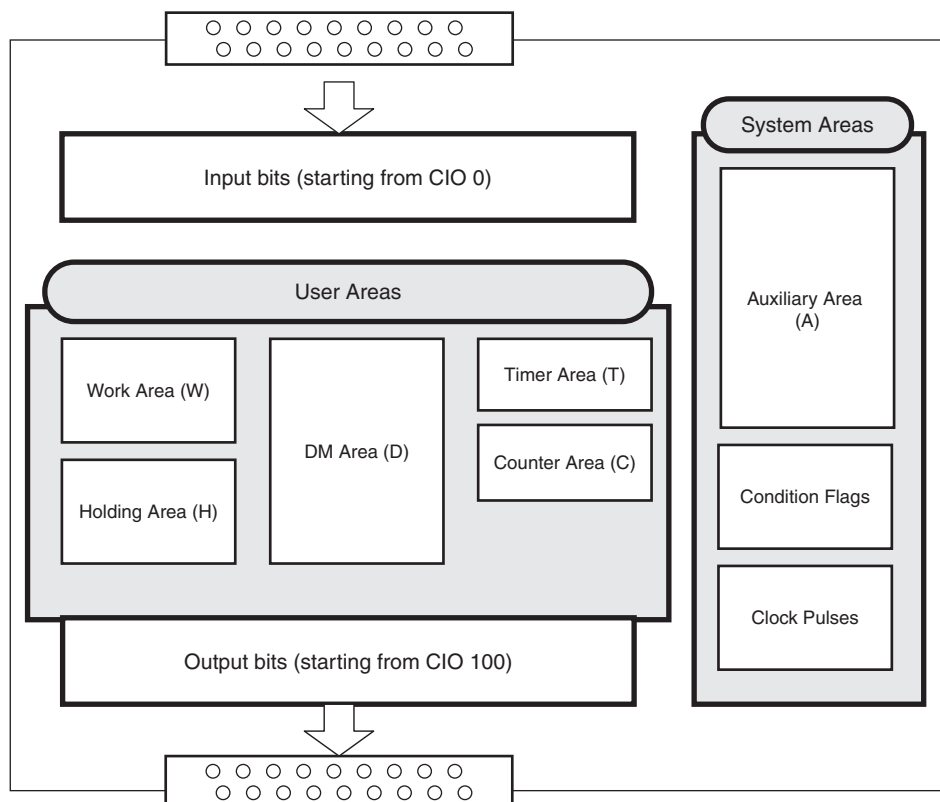 Input bits (starting from CIO 0)
User Areas
Work Area (W)
Holding Area (H)
DM Area (D)
Timer Area (T)
Counter Area (C)
Output bits (starting from CIO 100)
System Areas
Auxiliary Area
(A)
Condition Flags
Clock Pulses